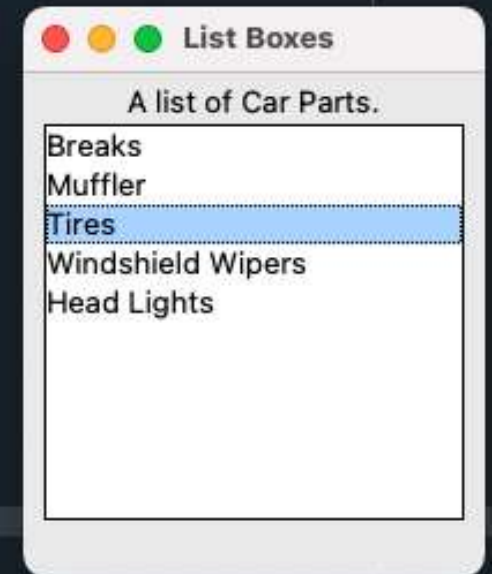 List Boxes
A list of Car Parts.
Breaks
Muffler
Tires
Windshield Wipers
Head Lights